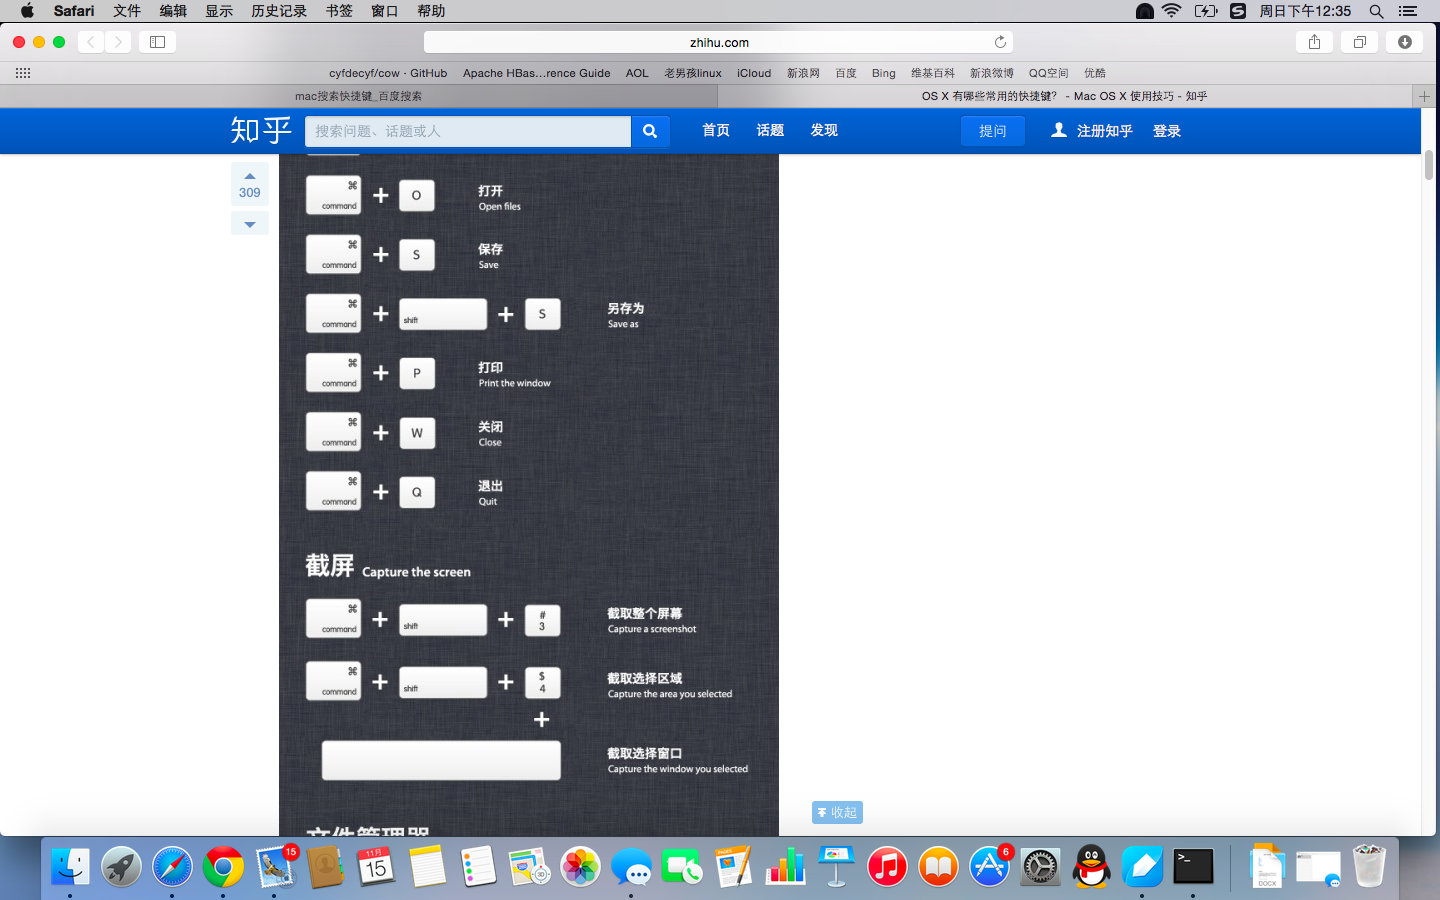 Safari 文件 编辑 显示 历史记录 书签 窗口 帮助 周日下午12:35
zhihu.com
cyfdecyf/cow · GitHub Apache HBas...rence Guide AOL 老男孩linux iCloud 新浪网 百度 Bing 维基百科 新浪微博 QQ空间 优酷
mac搜索快捷键_百度搜索 OS X 有哪些常用的快捷键? - Mac OS X 使用技巧 - 知乎
知乎 搜索问题、话题或人 首页 话题 发现 提问 注册知乎 登录
309
⌘ command + O 打开
Open files
⌘ command + S 保存
Save
⌘ command + shift + S 另存为
Save as
⌘ command + P 打印
Print the window
⌘ command + W 关闭
Close
⌘ command + Q 退出
Quit
截屏 Capture the screen
⌘ command + shift + # 3 截取整个屏幕
Capture a screenshot
⌘ command + shift + $ 4 截取选择区域
Capture the area you selected
+
截取选择窗口
Capture the window you selected
收起
文件管理器
15
11月
15
6
DOCX